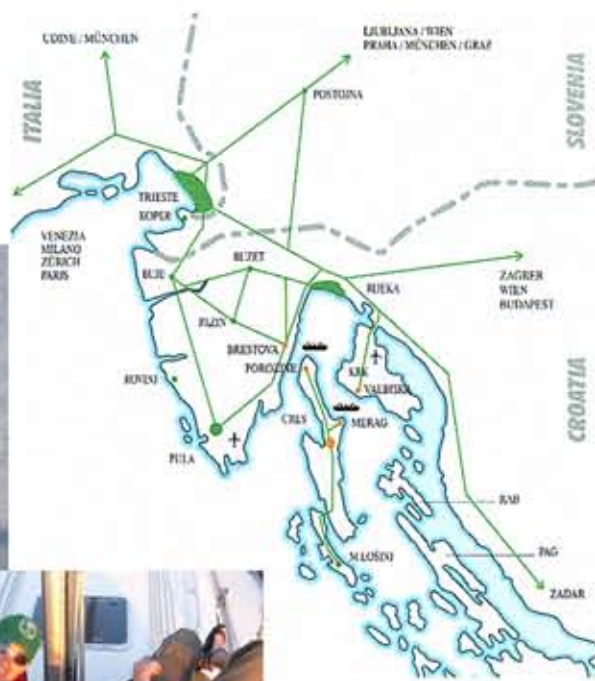 UDINE / MÜNCHEN
LJUBLJANA / WIEN
PRAHA / MÜNCHEN / GRAZ
ITALIA
SLOVENIA
POSTOJNA
TRIESTE
KOPER
VENEZIA
MILANO
ZÜRICH
PARIS
BUJE
BUZET
RIJEKA
ZAGREB
WIEN
BUDAPEST
PAZIN
BRESTOVA
POROZINE
KRK
VALBISKA
ROVINJ
CRES
MERAG
CROATIA
PULA
RAB
PAG
M.LOŠINJ
ZADAR